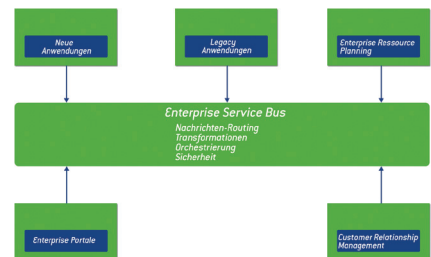 Neue
Anwendungen
Legacy
Anwendungen
Enterprise Ressource
Planning
Enterprise Service Bus
Nachrichten-Routing
Transformationen
Orchestrierung
Sicherheit
Enterprise Portale
Customer Relationship
Management